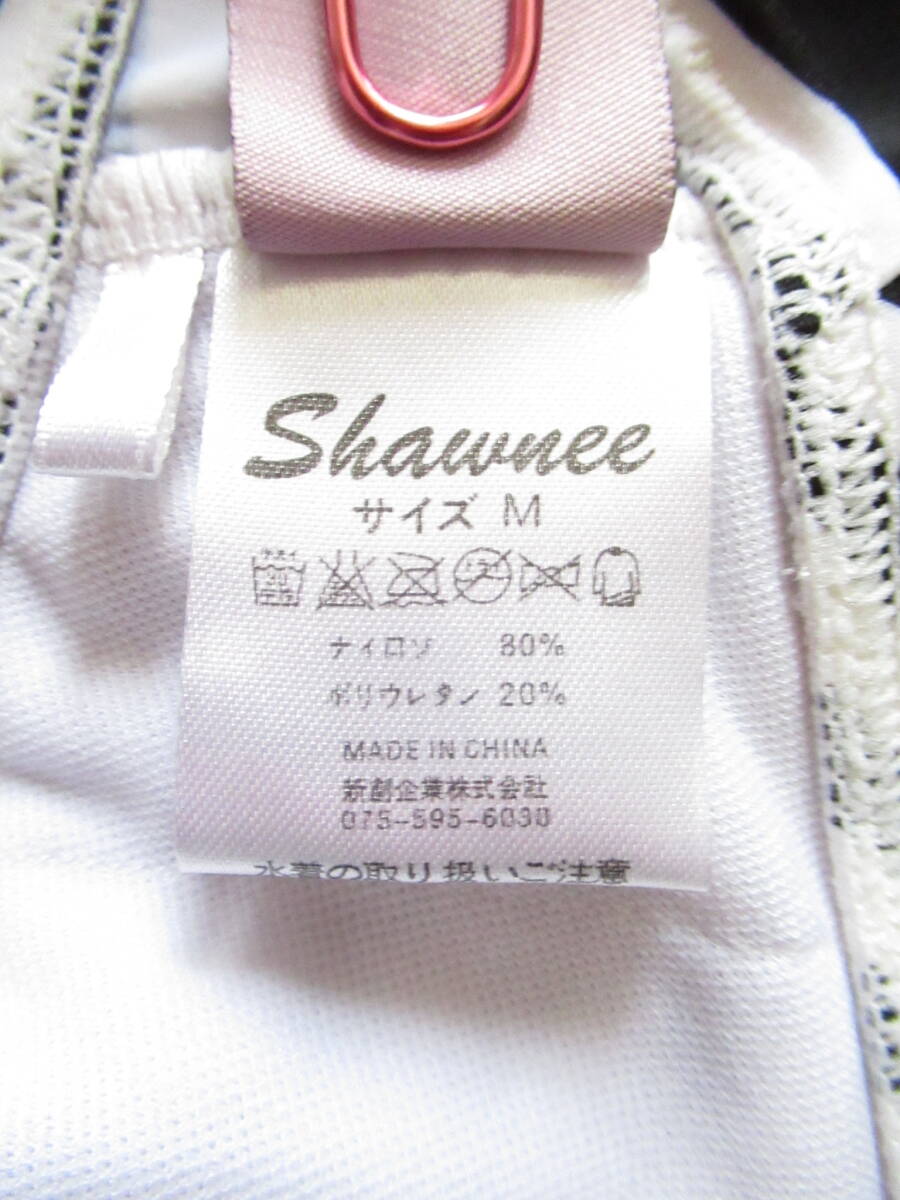 Shawnee
サイズ M
ナイロソ 80%
ポリウレタン 20%
MADE IN CHINA
新創企業株式会社
075-595-6030
水着の取り扱いご注意